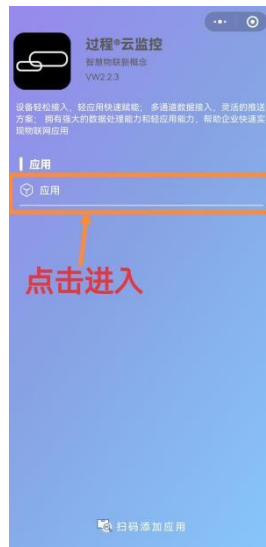 过程®云监控
智慧物联新概念
VW2.2.3
设备轻松接入，轻应用快速赋能； 多通道数据接入，灵活的推送
方案； 拥有强大的数据处理能力和轻应用能力，帮助企业快速实
现物联网应用
应用
应用
点击进入
扫码添加应用